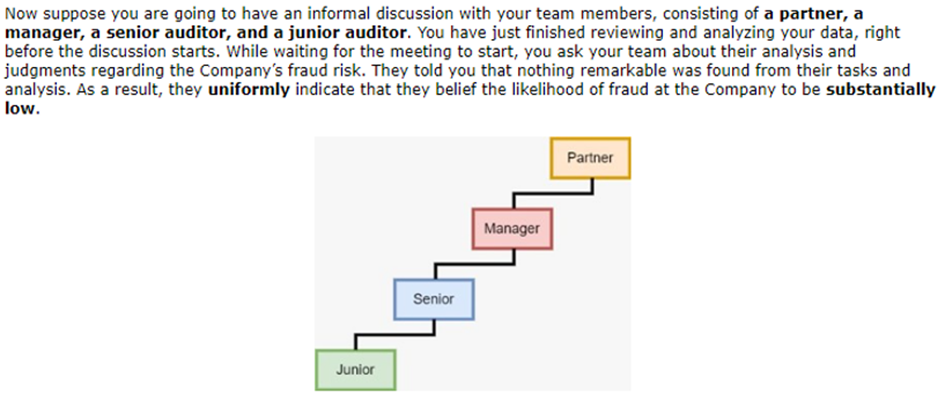 Now suppose you are going to have an informal discussion with your team members, consisting of a partner, a
manager, a senior auditor, and a junior auditor. You have just finished reviewing and analyzing your data, right
before the discussion starts. While waiting for the meeting to start, you ask your team about their analysis and
judgments regarding the Company's fraud risk. They told you that nothing remarkable was found from their tasks and
analysis. As a result, they uniformly indicate that they belief the likelihood of fraud at the Company to be substantially
low.
Partner
Manager
Senior
Junior